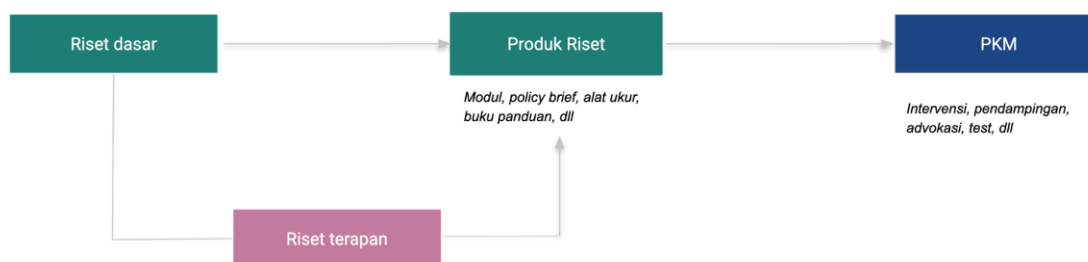 Riset dasar
Produk Riset
PKM
Modul, policy brief, alat ukur,
buku panduan, dll
Intervensi, pendampingan,
advokasi, test, dll
Riset terapan